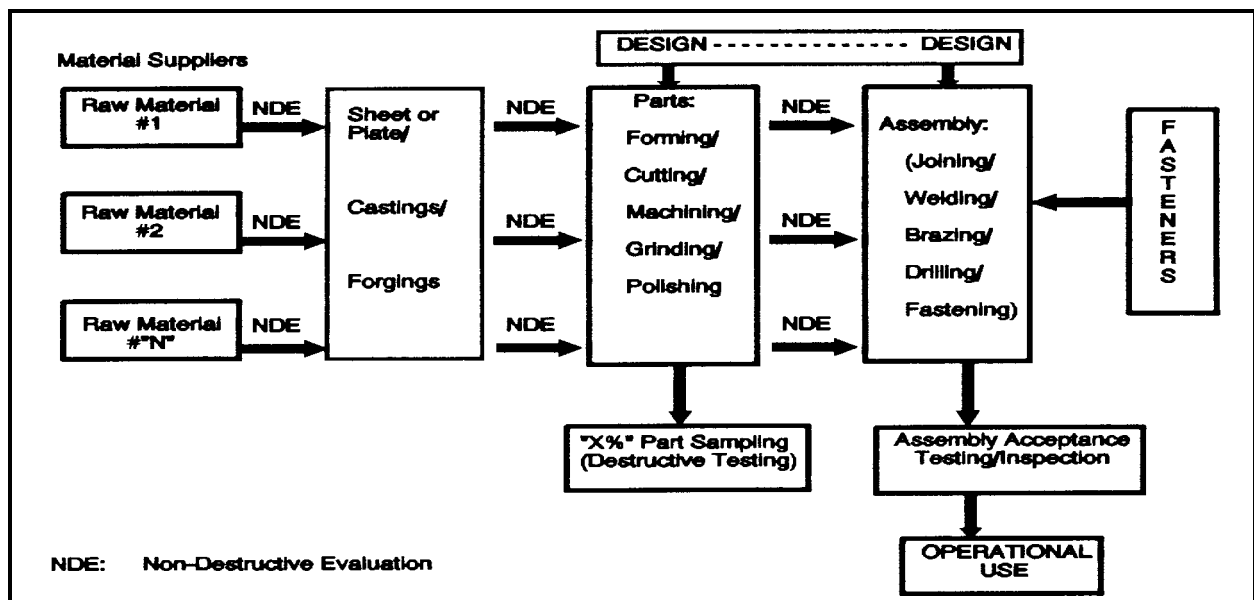 DESIGN - - - - - - - - - - - - - - - DESIGN
Material Suppliers
Raw Material
#1
NDE
Raw Material
#2
NDE
Raw Material
#"N"
NDE
Sheet or
Plate/
Castings/
Forgings
NDE
NDE
NDE
Parts:
Forming/
Cutting/
Machining/
Grinding/
Polishing
NDE
NDE
NDE
Assembly:
(Joining/
Welding/
Brazing/
Drilling/
Fastening)
FASTENERS
"X%" Part Sampling
(Destructive Testing)
Assembly Acceptance
Testing/Inspection
OPERATIONAL
USE
NDE: Non-Destructive Evaluation